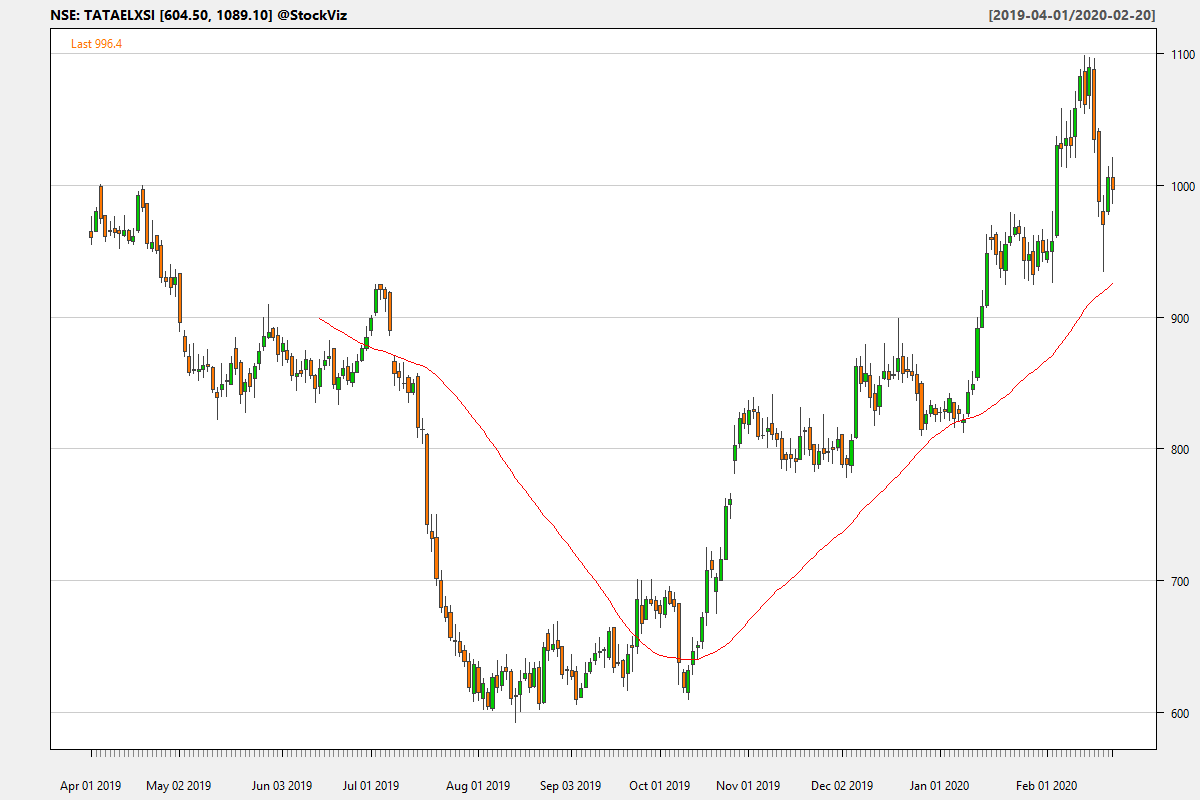 NSE: TATAELXSI [604.50, 1089.10] @StockViz [2019-04-01/2020-02-20]
Last 996.4
1100
1000
900
800
700
600
Apr 01 2019 May 02 2019 Jun 03 2019 Jul 01 2019 Aug 01 2019 Sep 03 2019 Oct 01 2019 Nov 01 2019 Dec 02 2019 Jan 01 2020 Feb 01 2020